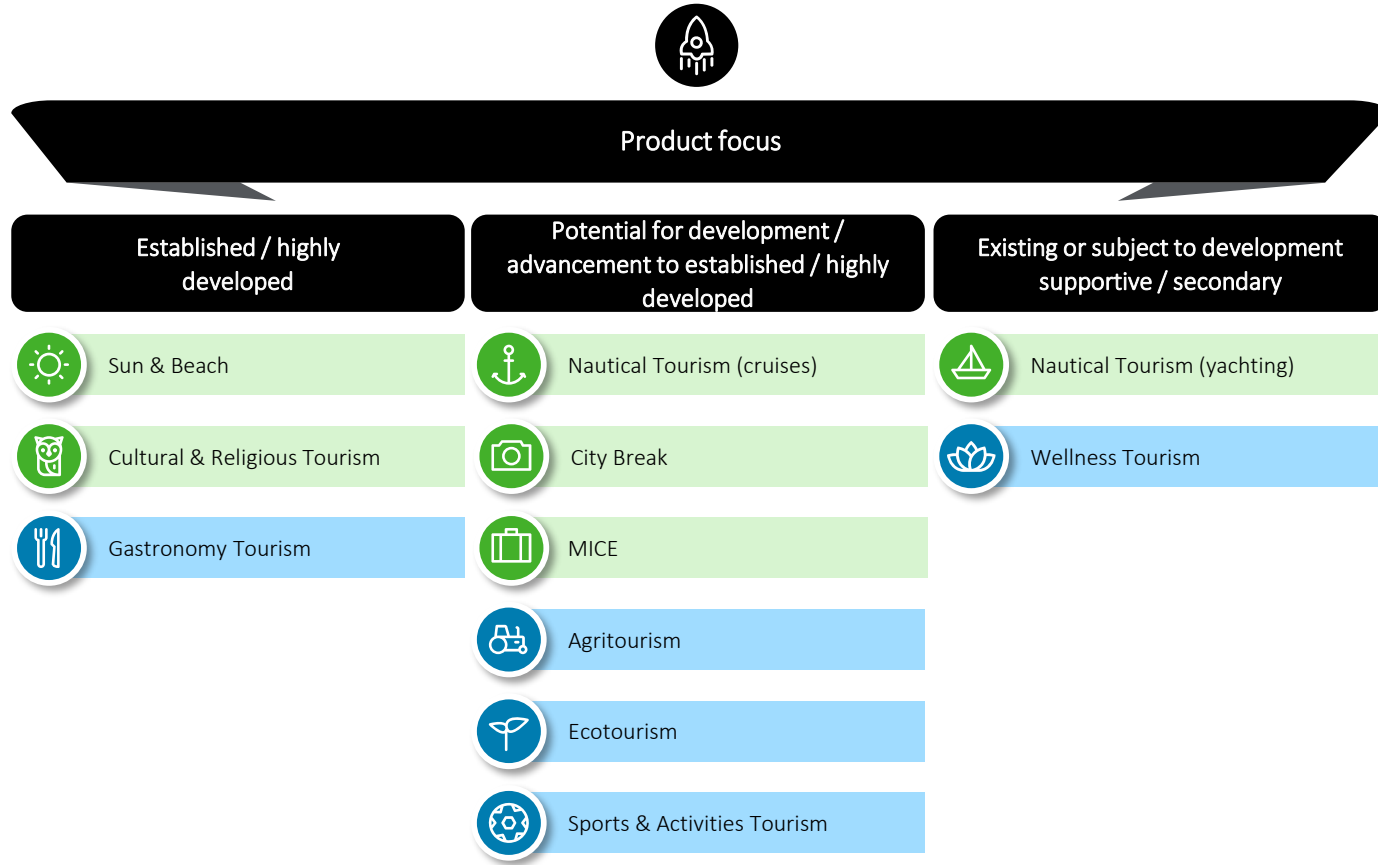 Product focus
Established / highly
developed
Potential for development /
advancement to established / highly
developed
Existing or subject to development
supportive / secondary
Sun & Beach
Cultural & Religious Tourism
Gastronomy Tourism
Nautical Tourism (cruises)
City Break
MICE
Agritourism
Ecotourism
Sports & Activities Tourism
Nautical Tourism (yachting)
Wellness Tourism